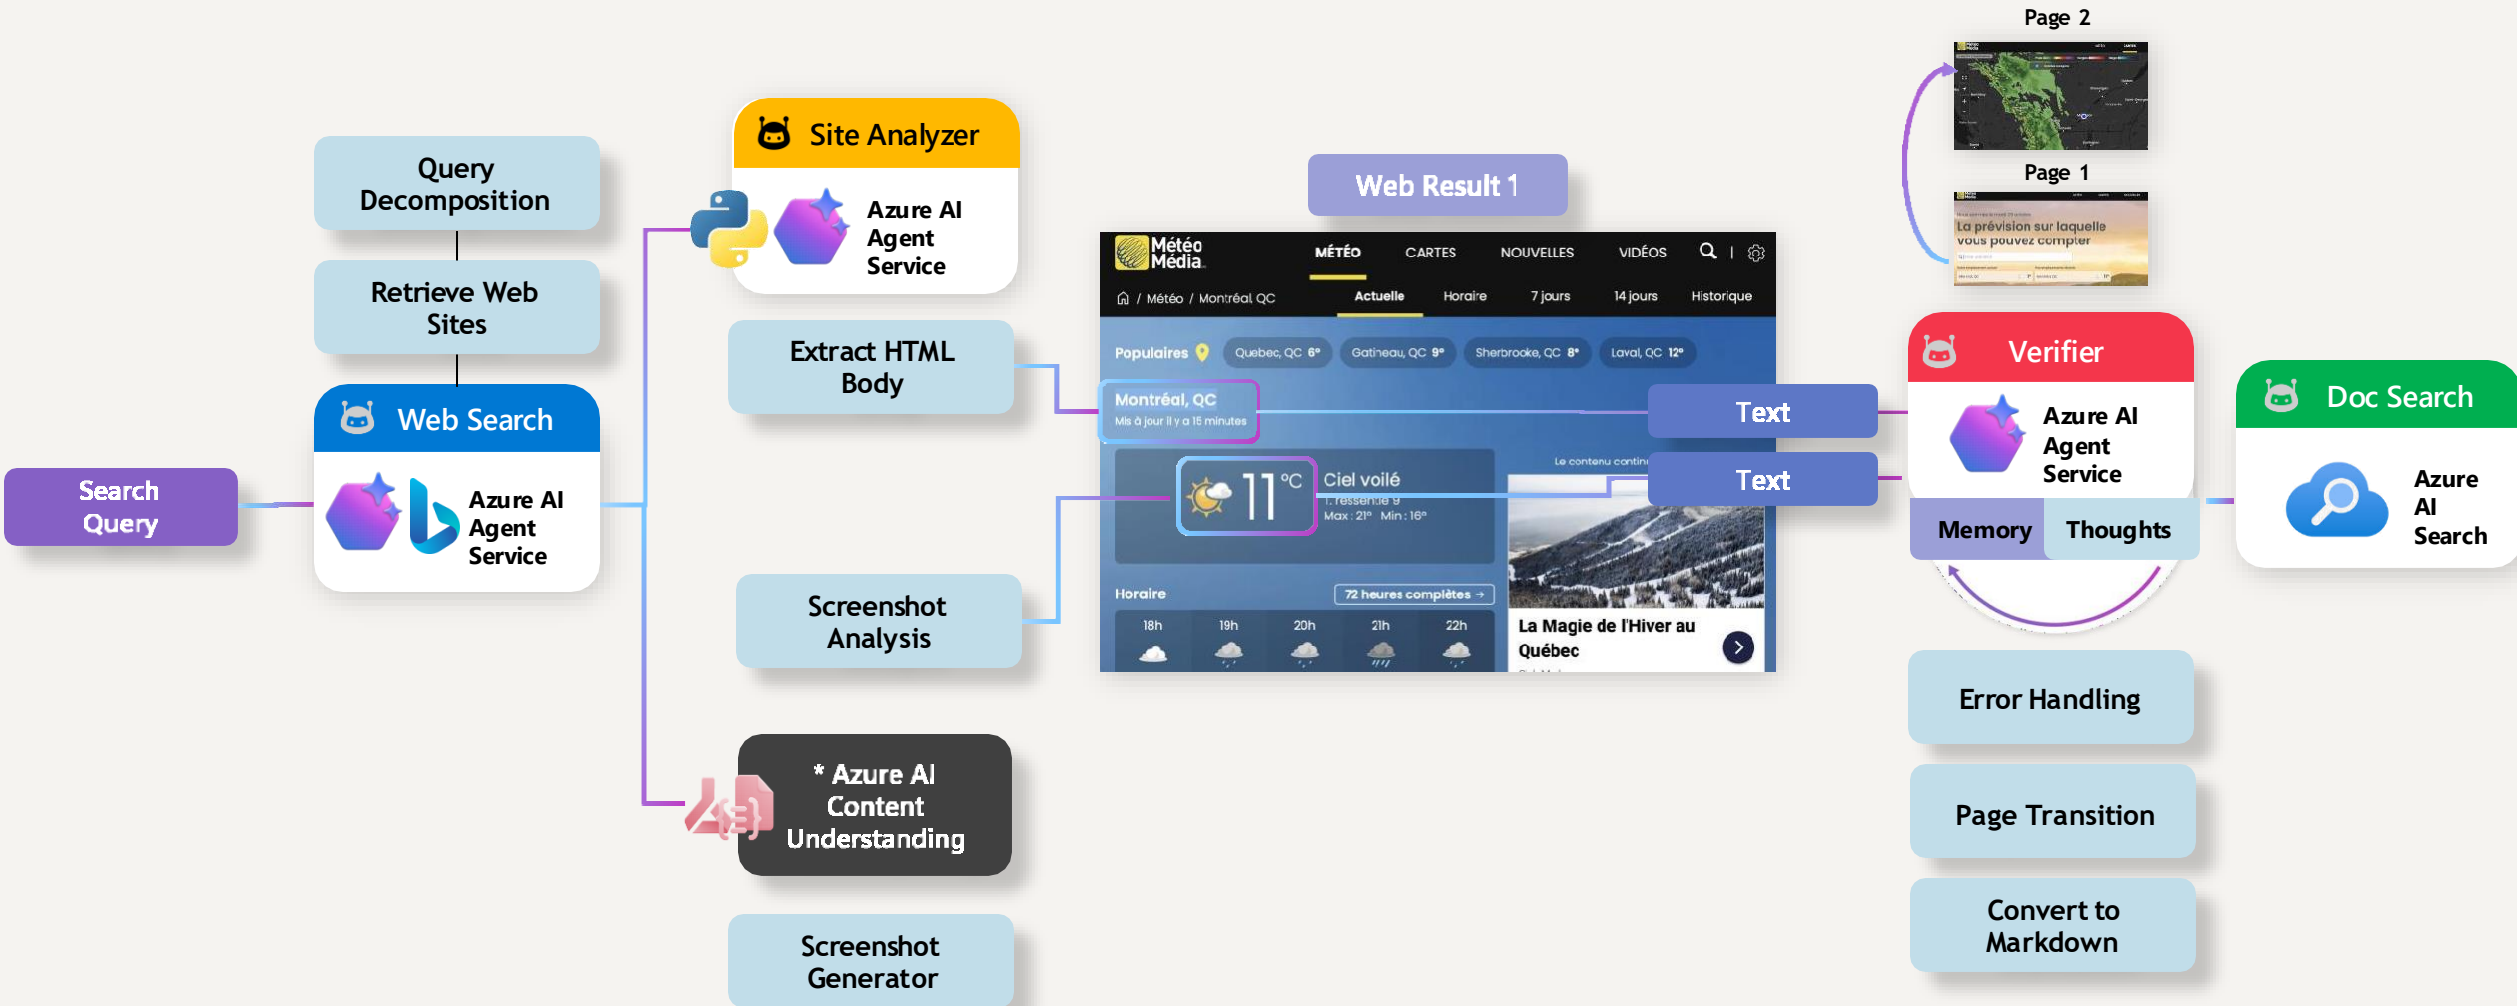 Search
Query
Query
Decomposition
Retrieve Web
Sites
Web Search
Azure AI
Agent
Service
Site Analyzer
Azure AI
Agent
Service
Extract HTML
Body
Screenshot
Analysis
* Azure AI
Content
Understanding
Screenshot
Generator
Web Result 1
Météo
Média
MÉTÉO CARTES NOUVELLES VIDÉOS
/ Météo / Montréal, QC
Actuelle Horaire 7 jours 14 jours Historique
Populaires
Quebec, QC 6°
Gatineau, QC 9°
Sherbrooke, QC 8°
Laval, QC 12°
Montréal, QC
Mis à jour il y a 15 minutes
11°C
Ciel voilé
T. ressentie 9
Max : 21° Min : 16°
Le contenu contin
Horaire
72 heures complètes →
18h 19h 20h 21h 22h
La Magie de l'Hiver au
Québec
Text
Text
Page 2
MÉTÉO CARTES
Page 1
La prévision sur laquelle
vous pouvez compter
Verifier
Azure AI
Agent
Service
Memory
Thoughts
Error Handling
Page Transition
Convert to
Markdown
Doc Search
Azure
AI
Search